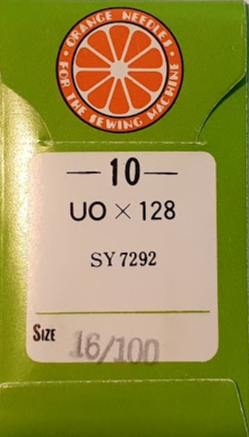 ORANGE NEEDLES
FOR THE SEWING MACHINE
—10—
UO × 128
SY 7292
SIZE 16/100